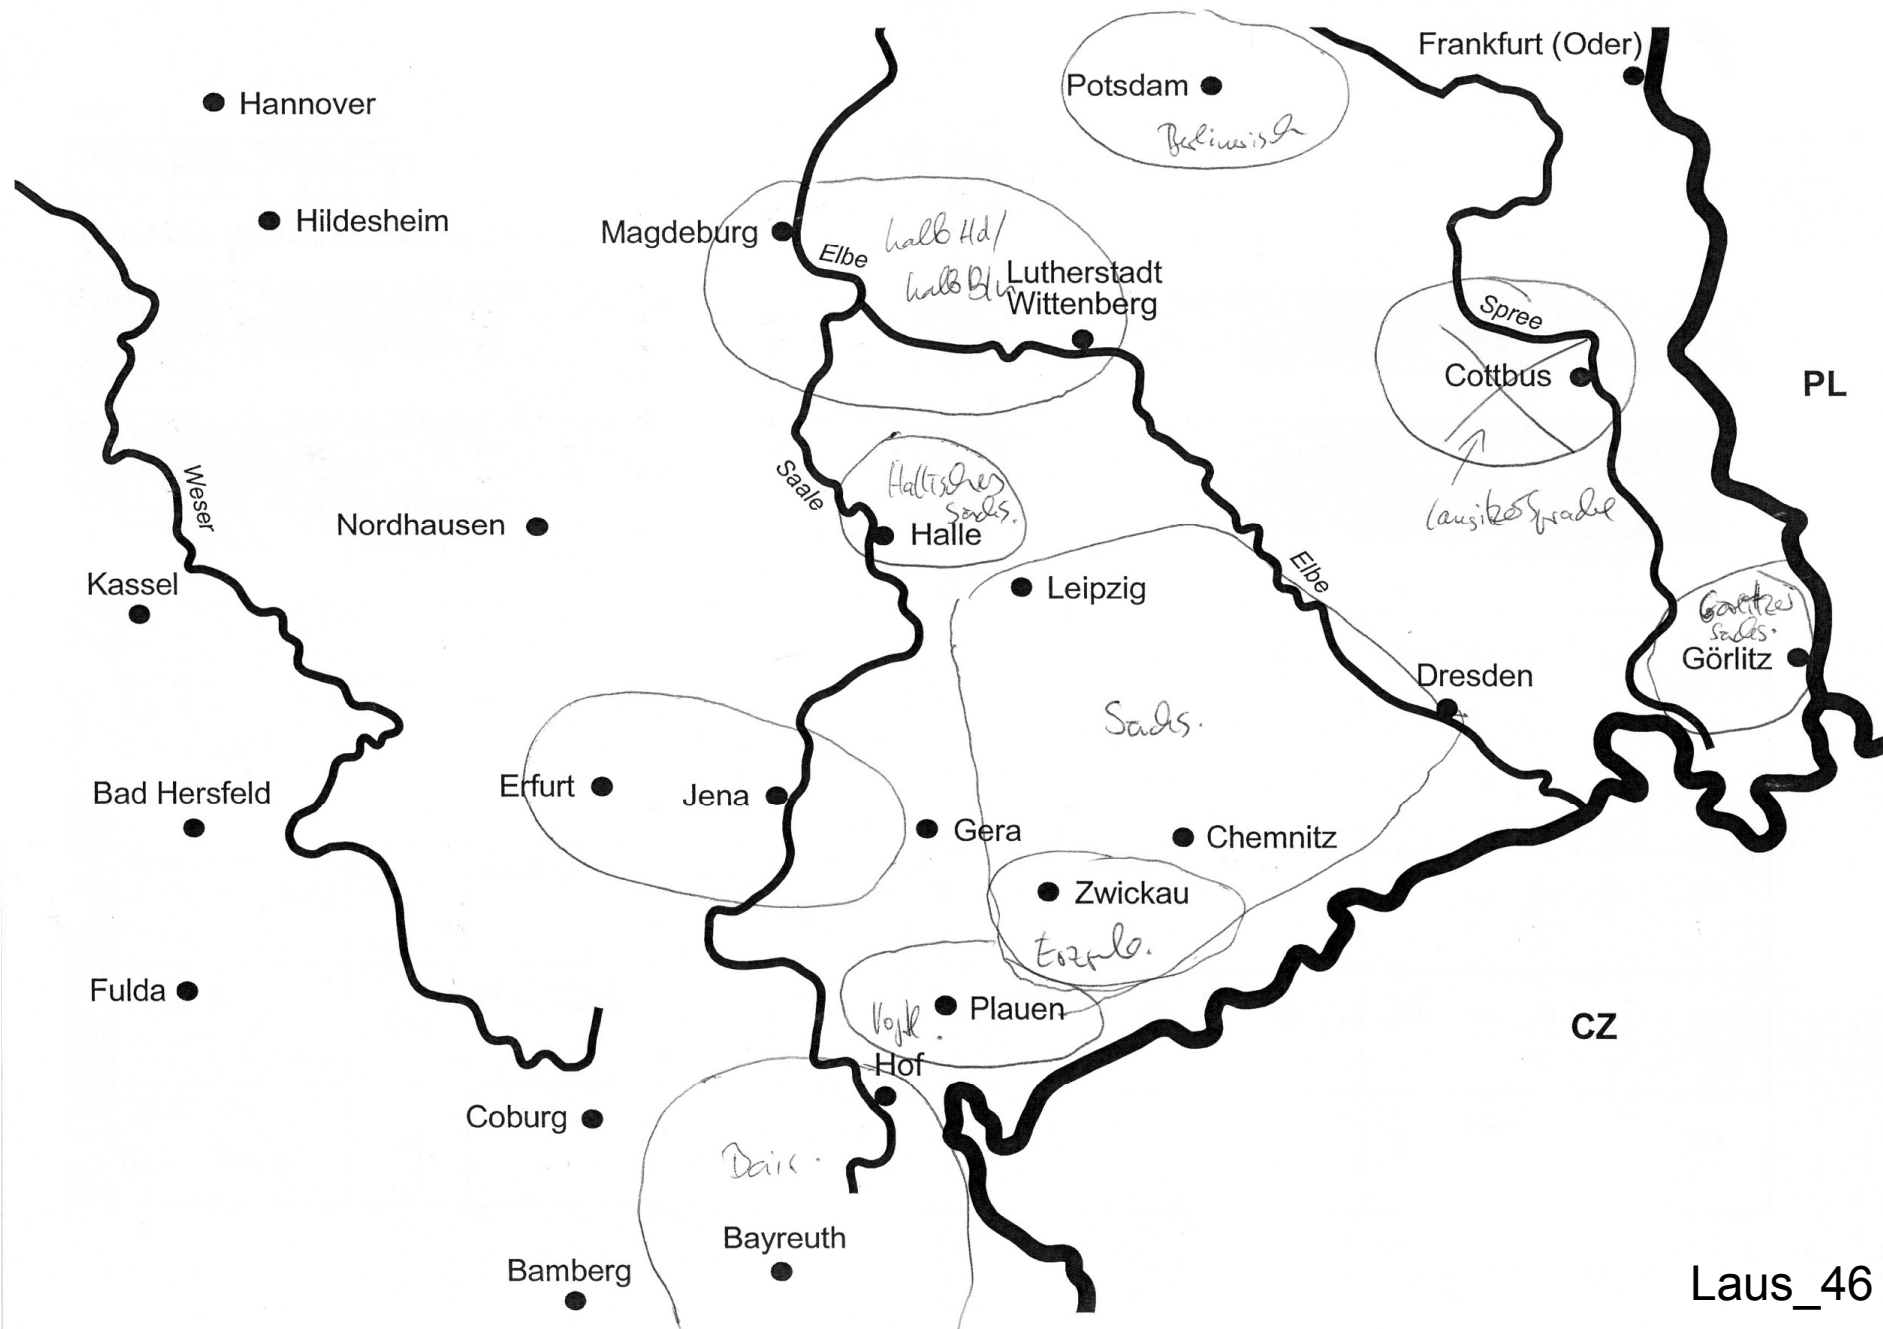 Frankfurt (Oder)
Potsdam
Berlinerisch
Hannover
Hildesheim
Magdeburg
halb Hd/
halb Bln
Elbe
Lutherstadt
Wittenberg
Spree
Cottbus
PL
Lausitzer Sprache
Weser
Saale
Hallisches
Sächs.
Halle
Nordhausen
Kassel
Leipzig
Elbe
Görlitzer
Sächs.
Görlitz
Dresden
Sächs.
Erfurt
Jena
Bad Hersfeld
Gera
Chemnitz
Zwickau
Erzgeb.
Fulda
Vogtl.
Plauen
CZ
Hof
Coburg
Bair.
Bayreuth
Bamberg
Laus_46